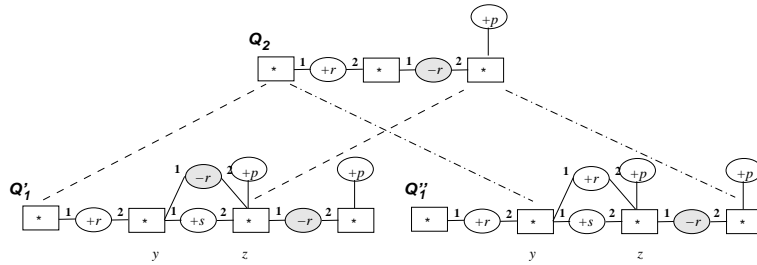 +p
Q2
* 1 +r 2 * 1 −r 2 *
1 −r 2 +p +p 1 +r 2 +p +p
Q'1 Q''1
* 1 +r 2 * 1 +s 2 * 1 −r 2 * * 1 +r 2 * 1 +s 2 * 1 −r 2 *
y z y z